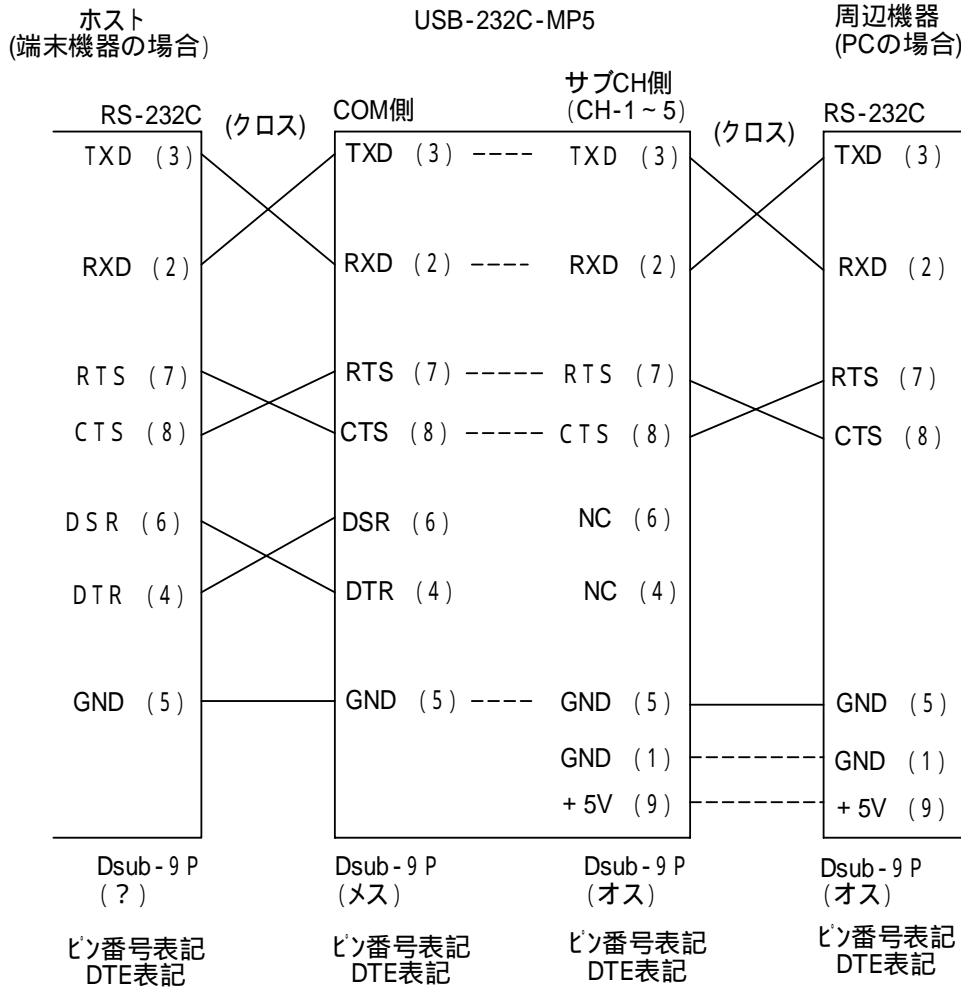 ホスト
(端末機器の場合)
USB-232C-MP5
周辺機器
(PCの場合)
RS-232C
(クロス)
COM側
サブCH側
(CH-1~5)
(クロス)
RS-232C
TXD (3)
TXD (3) ----
TXD (3)
TXD (3)
RXD (2)
RXD (2) ----
RXD (2)
RXD (2)
RTS (7)
RTS (7) -----
RTS (7)
RTS (7)
CTS (8)
CTS (8) -----
CTS (8)
CTS (8)
DSR (6)
DSR (6)
NC (6)
DTR (4)
DTR (4)
NC (4)
GND (5)
GND (5) ----
GND (5)
GND (5)
GND (1)
GND (1)
+5V (9)
+5V (9)
Dsub-9P
(?)
ピン番号表記
DTE表記
Dsub-9P
(メス)
ピン番号表記
DTE表記
Dsub-9P
(オス)
ピン番号表記
DTE表記
Dsub-9P
(オス)
ピン番号表記
DTE表記